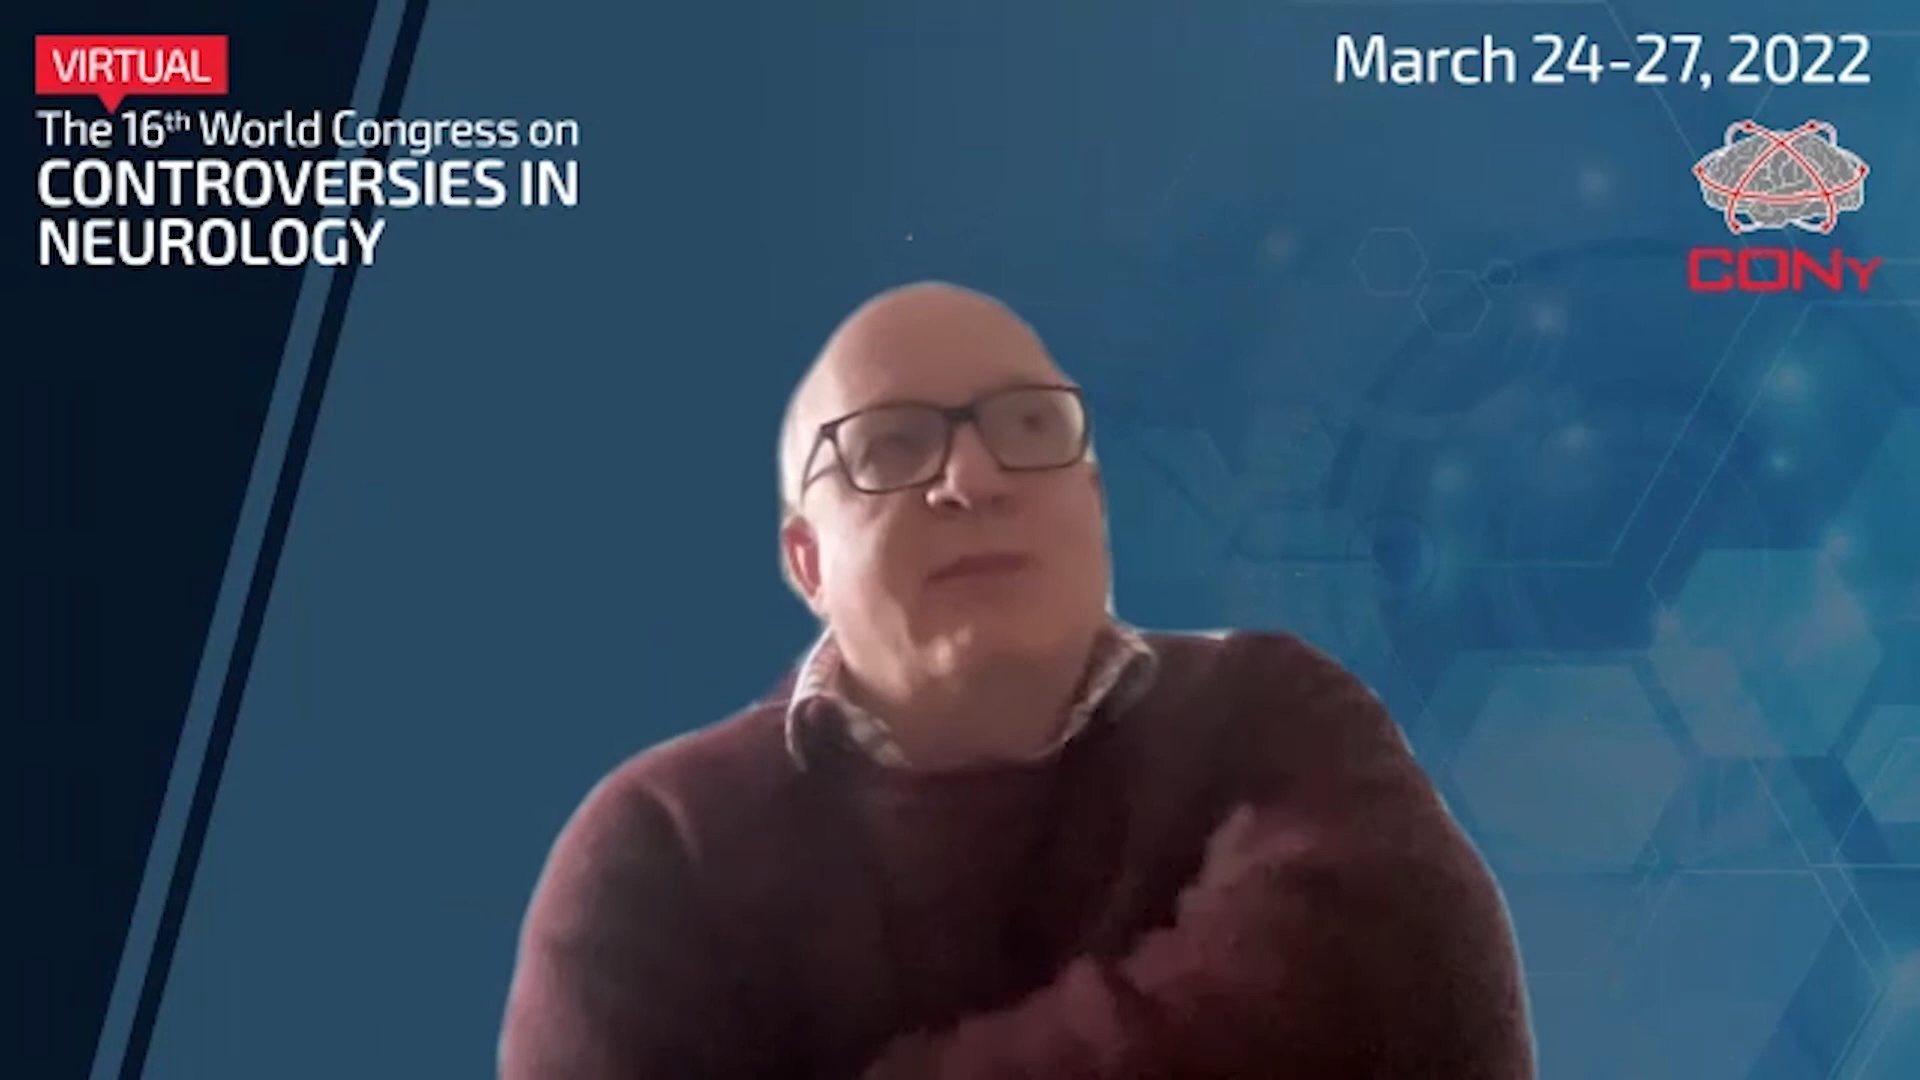 VIRTUAL
The 16th World Congress on
CONTROVERSIES IN
NEUROLOGY
March 24-27, 2022
CONy